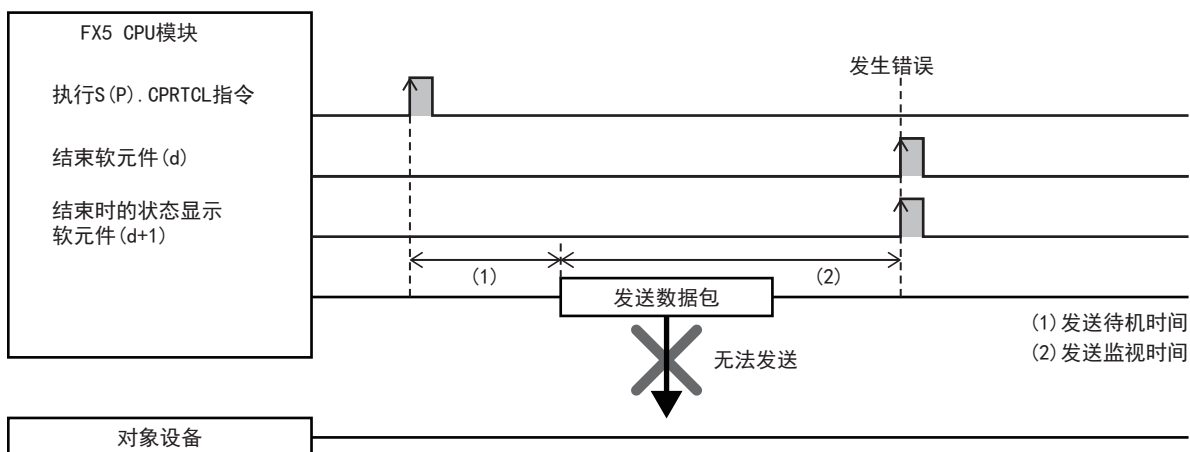 FX5 CPU模块
发生错误
执行S(P).CPRTCL指令
结束软元件(d)
结束时的状态显示
软元件(d+1)
(1)
(2)
发送数据包
(1)发送待机时间
(2)发送监视时间
无法发送
对象设备